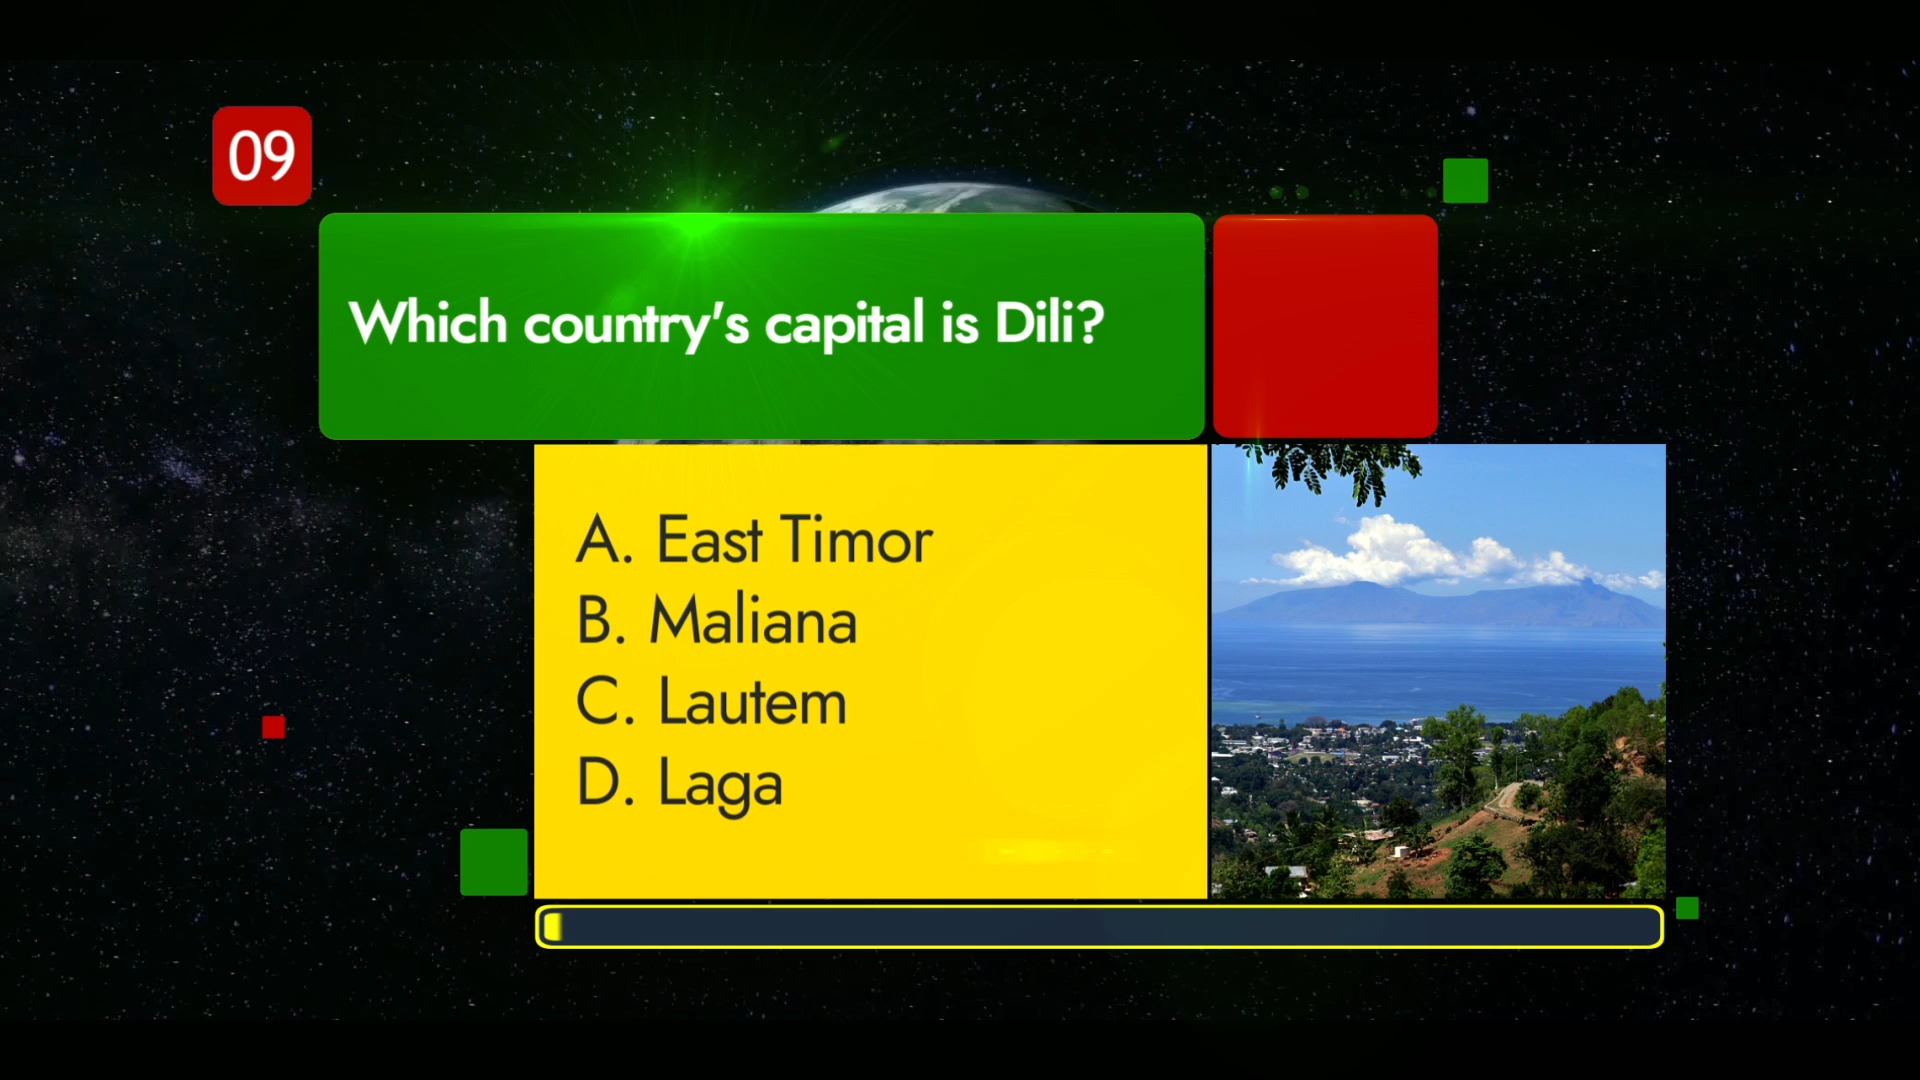 09
Which country's capital is Dili?
A. East Timor
B. Maliana
C. Lautem
D. Laga